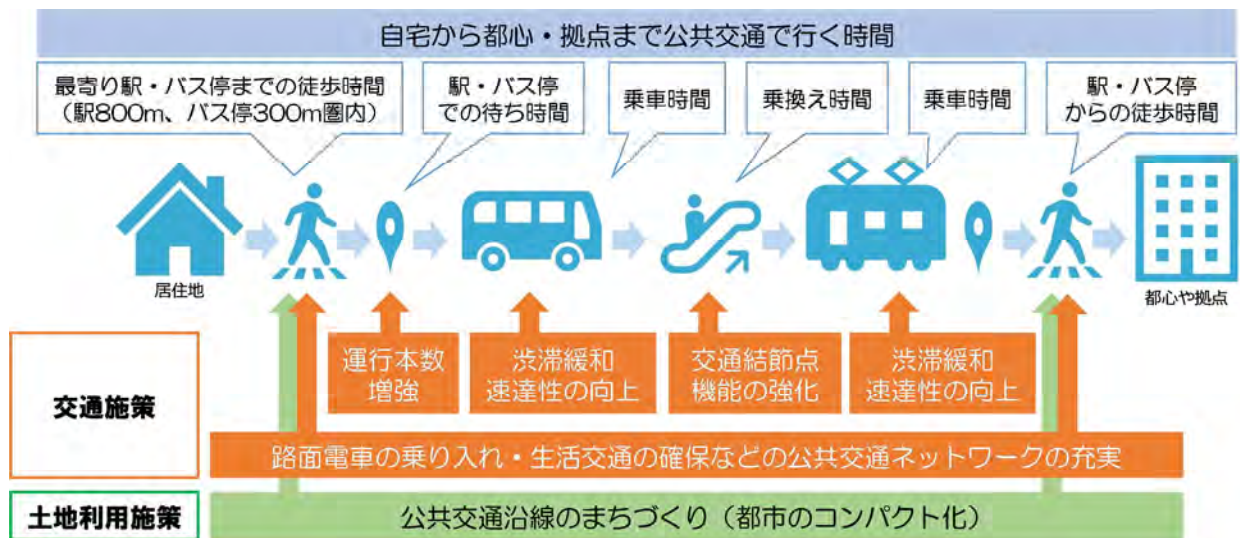 自宅から都心・拠点まで公共交通で行く時間
最寄り駅・バス停までの徒歩時間
（駅800m、バス停300m圏内）
駅・バス停
での待ち時間
乗車時間
乗換え時間
乗車時間
駅・バス停
からの徒歩時間
居住地
都心や拠点
交通施策
運行本数
増強
渋滞緩和
速達性の向上
交通結節点
機能の強化
渋滞緩和
速達性の向上
路面電車の乗り入れ・生活交通の確保などの公共交通ネットワークの充実
土地利用施策
公共交通沿線のまちづくり（都市のコンパクト化）